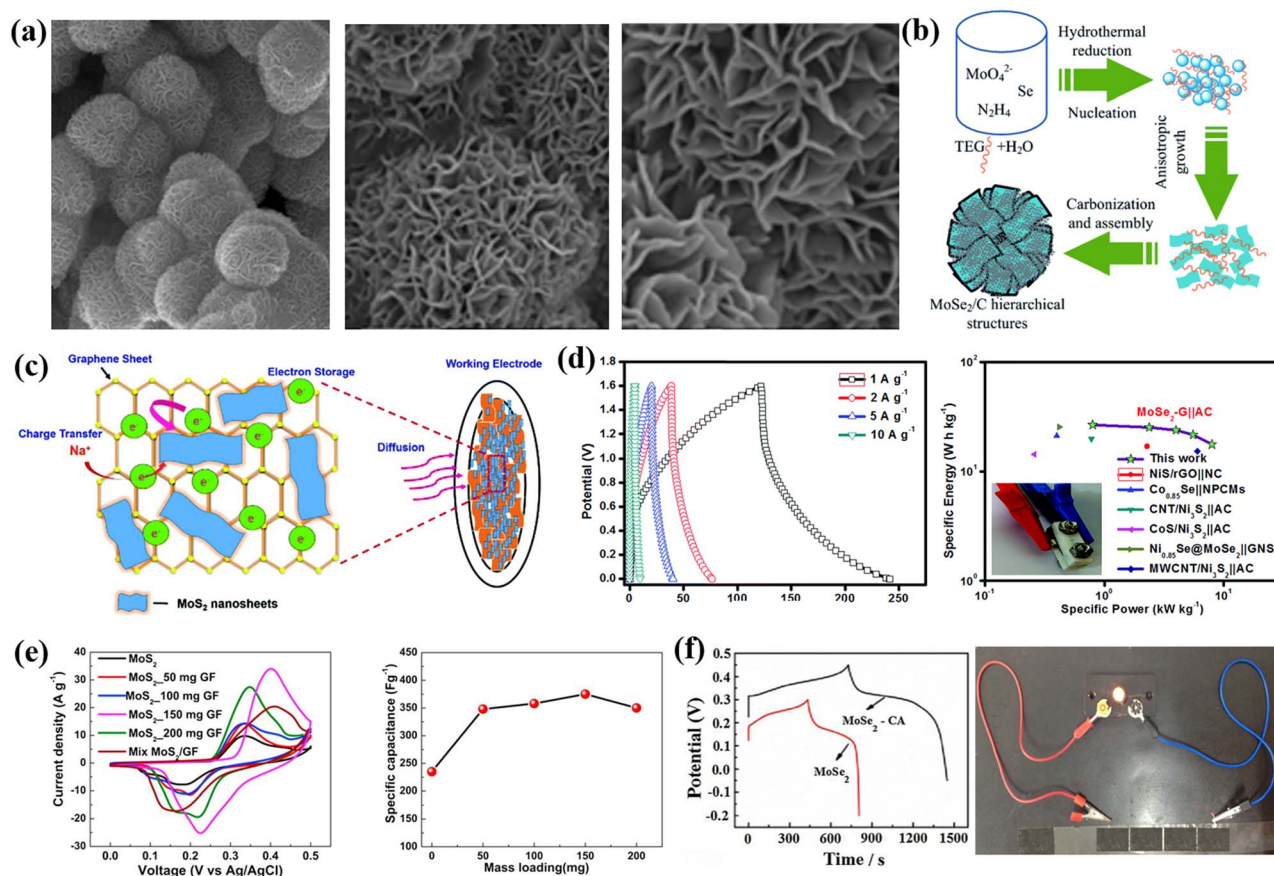 (a)
(b)
MoO₄²⁻
Se
N₂H₄
TEG +H₂O
Hydrothermal
reduction
Nucleation
Anisotropic
growth
Carbonization
and assembly
MoSe₂/C hierarchical
structures
(c)
Graphene Sheet
Electron Storage
Charge Transfer
Na⁺
e⁻
e⁻
e⁻
e⁻
e⁻
e⁻
e⁻
e⁻
MoS₂ nanosheets
Working Electrode
Diffusion
(d)
Potential (V)
1.8
1.6
1.4
1.2
1.0
0.8
0.6
0.4
0.2
0.0
0 50 100 150 200 250
1 A g⁻¹
2 A g⁻¹
5 A g⁻¹
10 A g⁻¹
Specific Energy (W h kg⁻¹)
10²
10¹
10⁰
10⁻¹ 10⁰ 10¹
Specific Power (kW kg⁻¹)
MoSe₂-G||AC
This work
NiS/rGO||NC
Co₀.₈₅Se||NPCMs
CNT/Ni₃S₂||AC
CoS/Ni₃S₂||AC
Ni₀.₈₅Se@MoSe₂||GNS
MWCNT/Ni₃S₂||AC
(e)
Current density (A g⁻¹)
40
30
20
10
0
-10
-20
-30
0.0 0.1 0.2 0.3 0.4 0.5
Voltage (V vs Ag/AgCl)
MoS₂
MoS₂_50 mg GF
MoS₂_100 mg GF
MoS₂_150 mg GF
MoS₂_200 mg GF
Mix MoS₂/GF
Specific capacitance (Fg⁻¹)
450
400
350
300
250
200
150
100
0 50 100 150 200
Mass loading(mg)
(f)
Potential (V)
0.5
0.4
0.3
0.2
0.1
0.0
-0.1
-0.2
0 300 600 900 1200 1500
Time / s
MoSe₂ - CA
MoSe₂